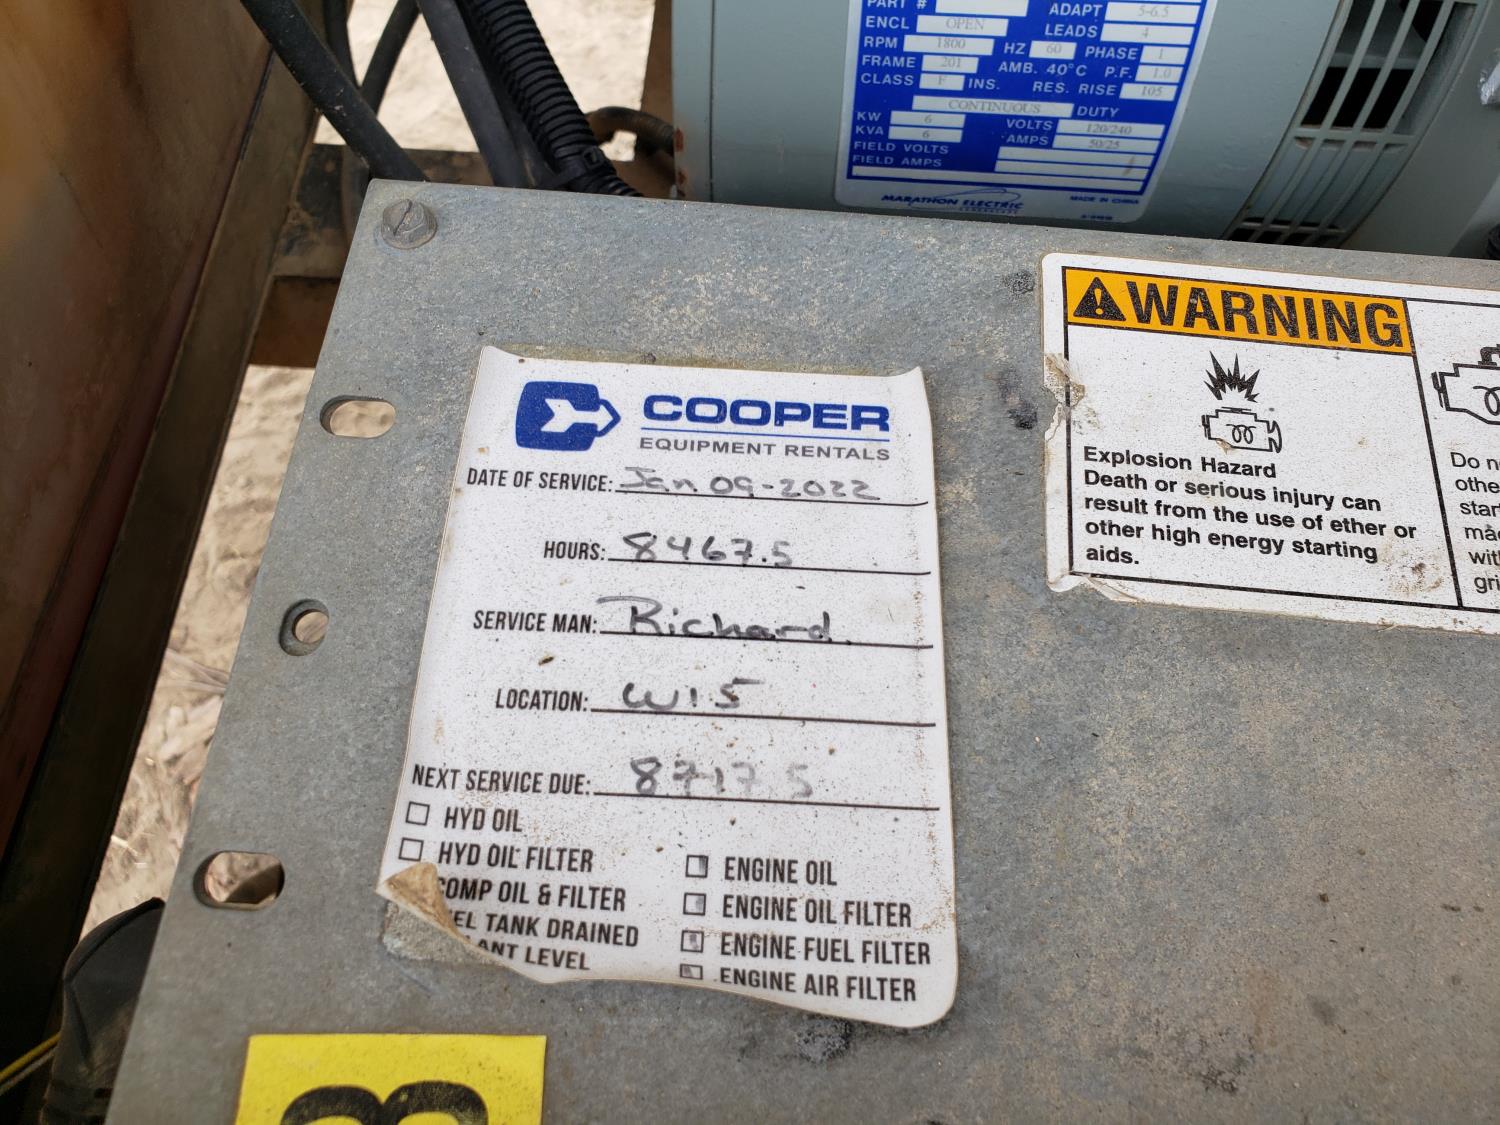 PART #
ADAPT 5-6.5
ENCL OPEN LEADS 4
RPM 1800 HZ 60 PHASE 1
FRAME 201 AMB. 40°C P.F. 1.0
CLASS F INS. RES. RISE 105
CONTINUOUS DUTY
KW 6 VOLTS 120/240
KVA 6 AMPS 50/25
FIELD VOLTS
FIELD AMPS
MARATHON ELECTRIC MADE IN CHINA
WARNING
Explosion Hazard
Death or serious injury can
result from the use of ether or
other high energy starting
aids.
Do
COOPER
EQUIPMENT RENTALS
DATE OF SERVICE: Jan 09-2022
HOURS: 8467.5
SERVICE MAN: Richard
LOCATION: W15
NEXT SERVICE DUE: 8717.5
HYD OIL
HYD OIL FILTER
COMP OIL & FILTER
EL TANK DRAINED
ANT LEVEL
ENGINE OIL
ENGINE OIL FILTER
ENGINE FUEL FILTER
ENGINE AIR FILTER